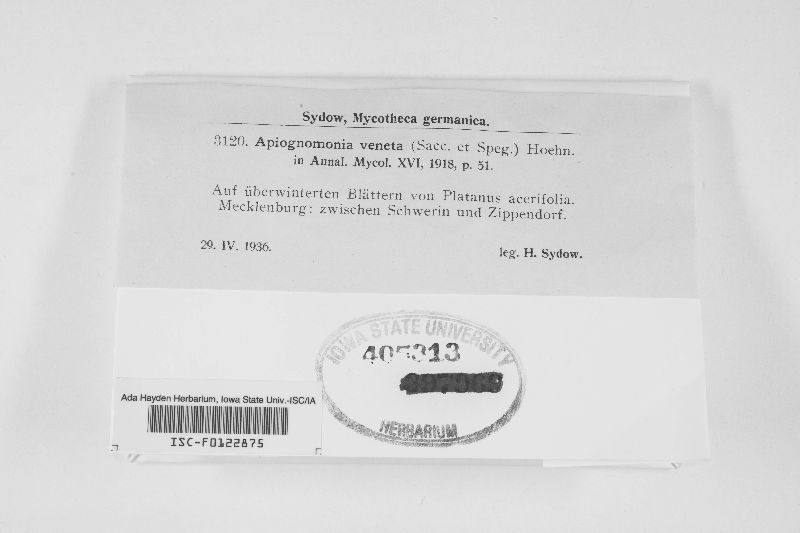 Sydow, Mycotheca germanica.
3120. Apiognomonia veneta (Sacc. et Speg.) Hoehn.
in Annal. Mycol. XVI, 1918, p. 51.
Auf überwinterten Blättern von Platanus acerifolia.
Mecklenburg: zwischen Schwerin und Zippendorf.
29. IV. 1936.
leg. H. Sydow.
IOWA STATE UNIVERSITY
405313
HERBARIUM
Ada Hayden Herbarium, Iowa State Univ.-ISC/IA
ISC-F0122875